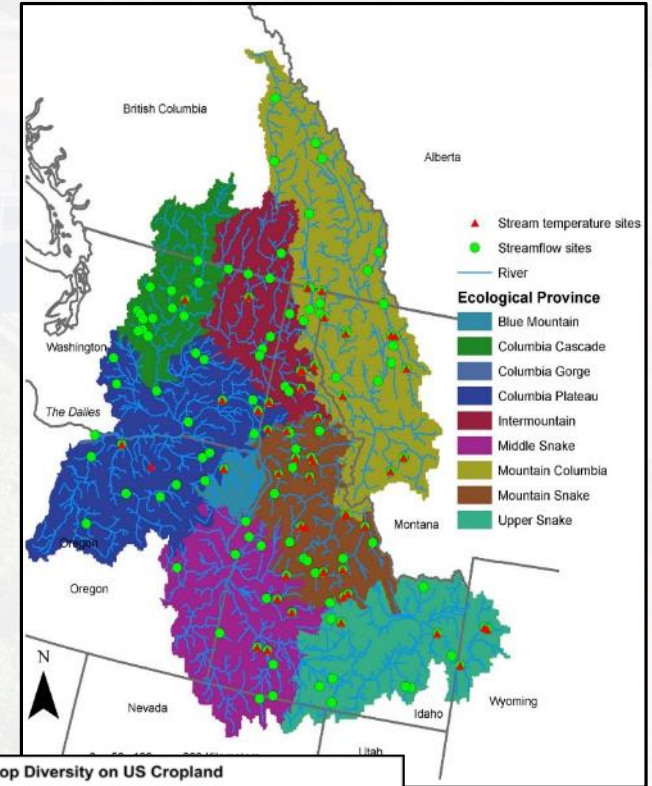 British Columbia
Alberta
Stream temperature sites
Streamflow sites
River
Ecological Province
Blue Mountain
Columbia Cascade
Columbia Gorge
Columbia Plateau
Intermountain
Middle Snake
Mountain Columbia
Mountain Snake
Upper Snake
Washington
The Dalles
Montana
Oregon
Oregon
N
Nevada
Idaho
Wyoming
Utah
op Diversity on US Cropland